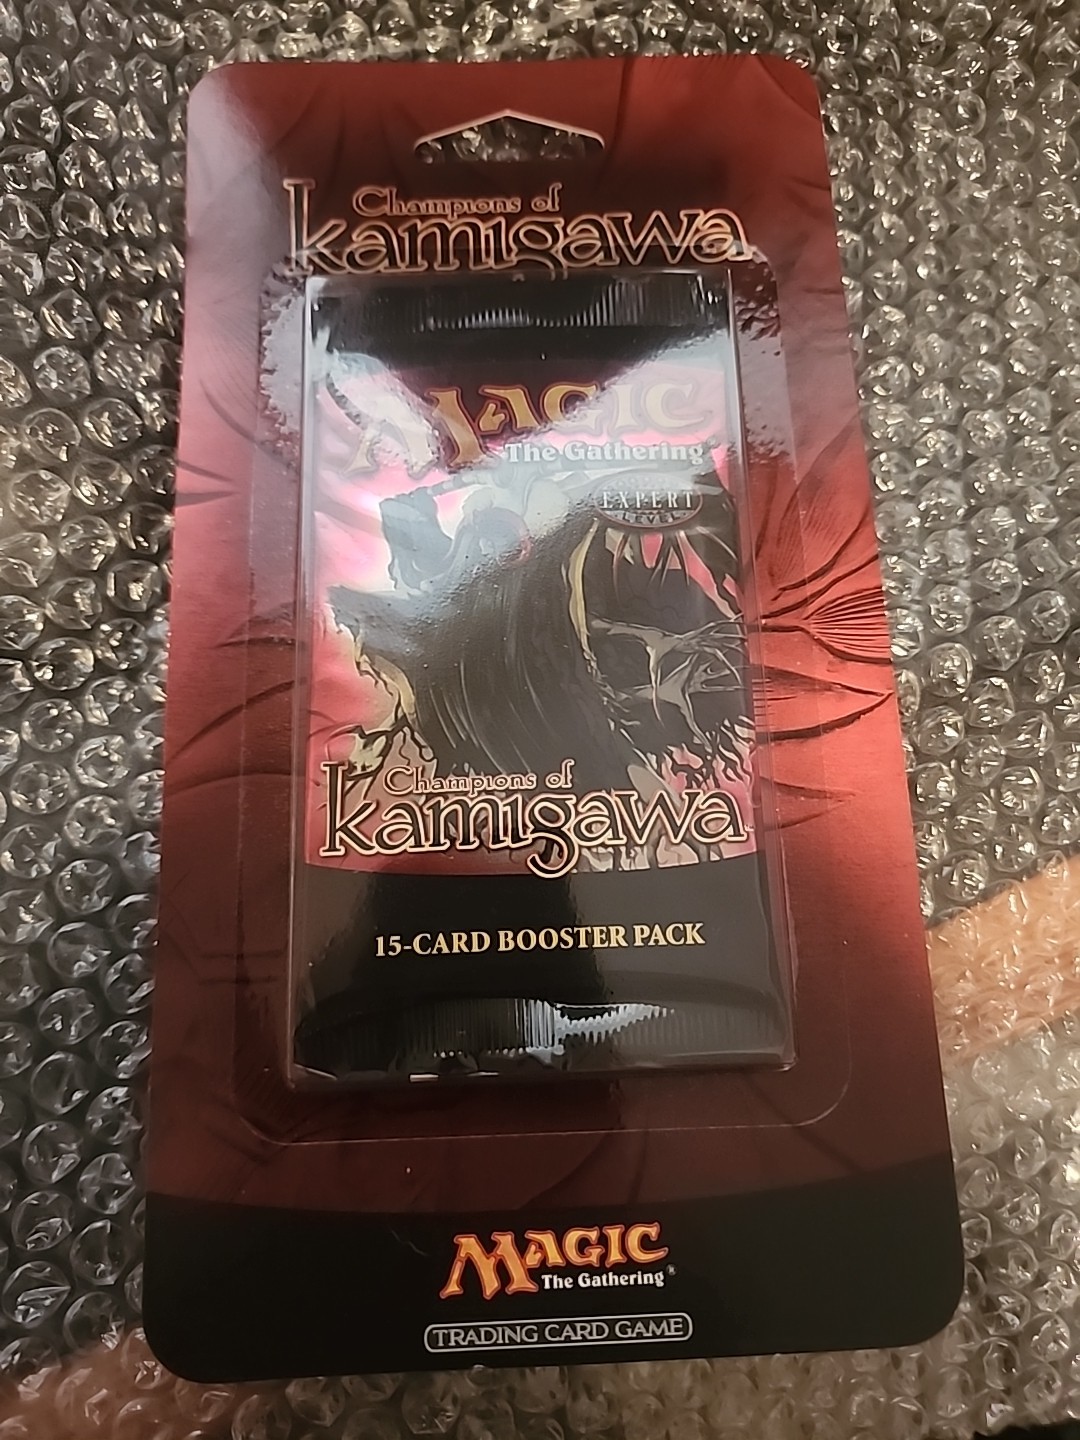 Champions of
kamigawa
MAGIC
The Gathering®
EXPERT
LEVEL
Champions of
kamigawa™
15-CARD BOOSTER PACK
MAGIC
The Gathering®
TRADING CARD GAME